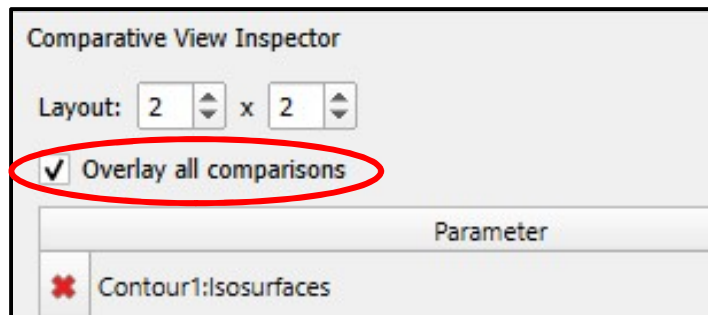 Comparative View Inspector
Layout: 2 x 2
Overlay all comparisons
Parameter
Contour1:Isosurfaces